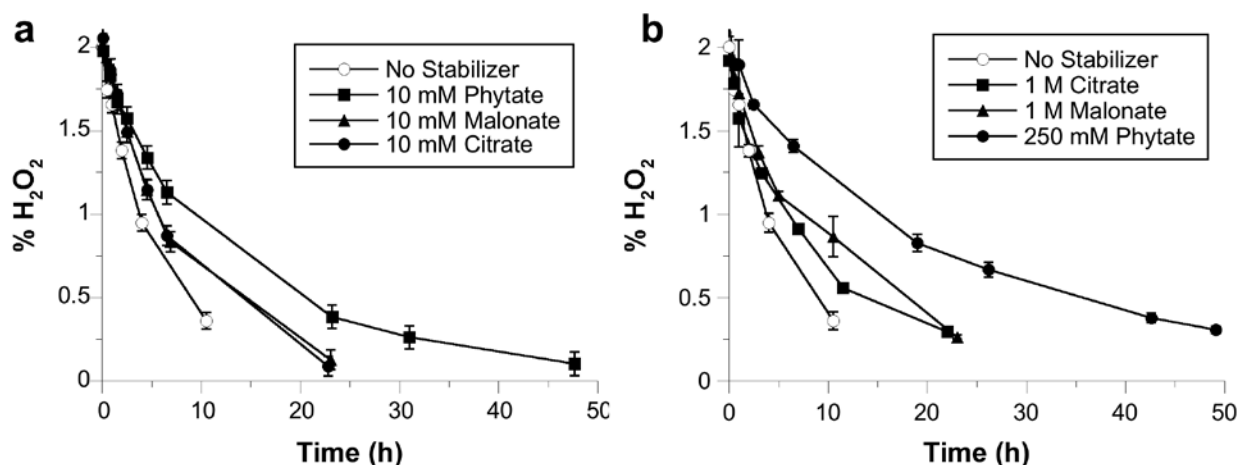 a
% H2O2
2
1.5
1
0.5
0
0 10 20 30 40 50
Time (h)
No Stabilizer
10 mM Phytate
10 mM Malonate
10 mM Citrate
b
% H2O2
2
1.5
1
0.5
0
0 10 20 30 40 50
Time (h)
No Stabilizer
1 M Citrate
1 M Malonate
250 mM Phytate